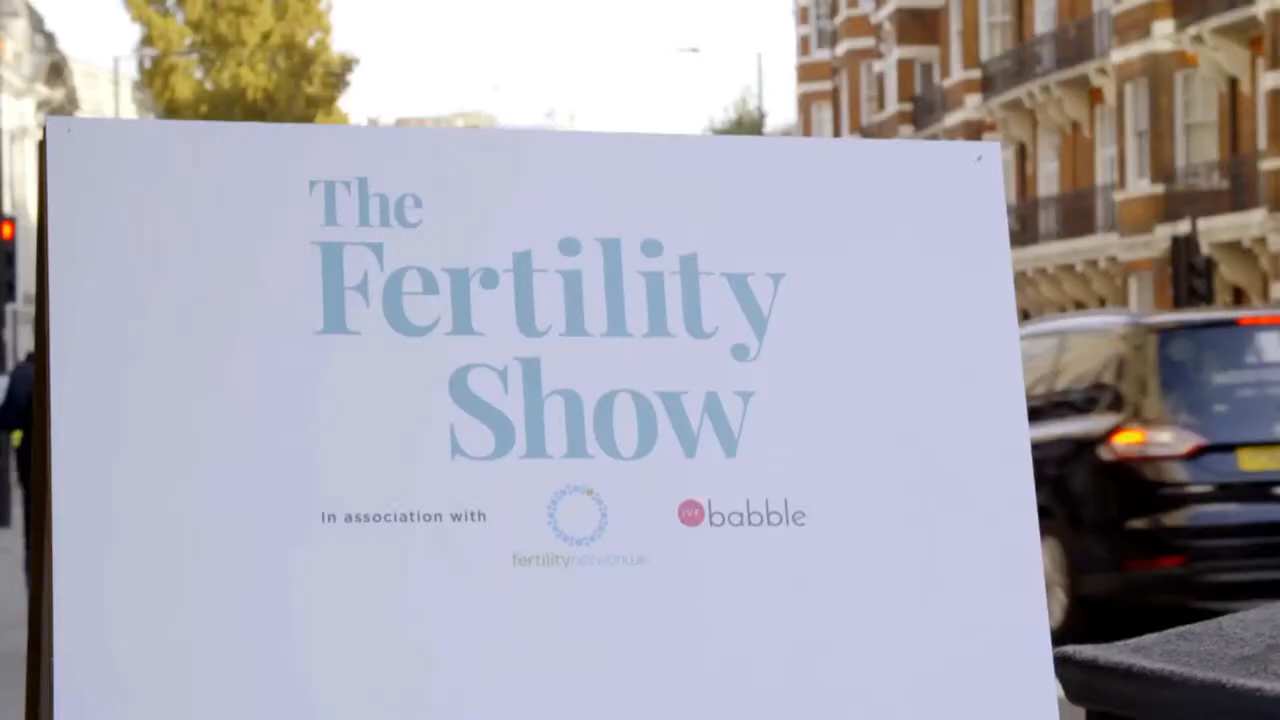 The
Fertility
Show
In association with
fertilitynetworkuk
IVF babble